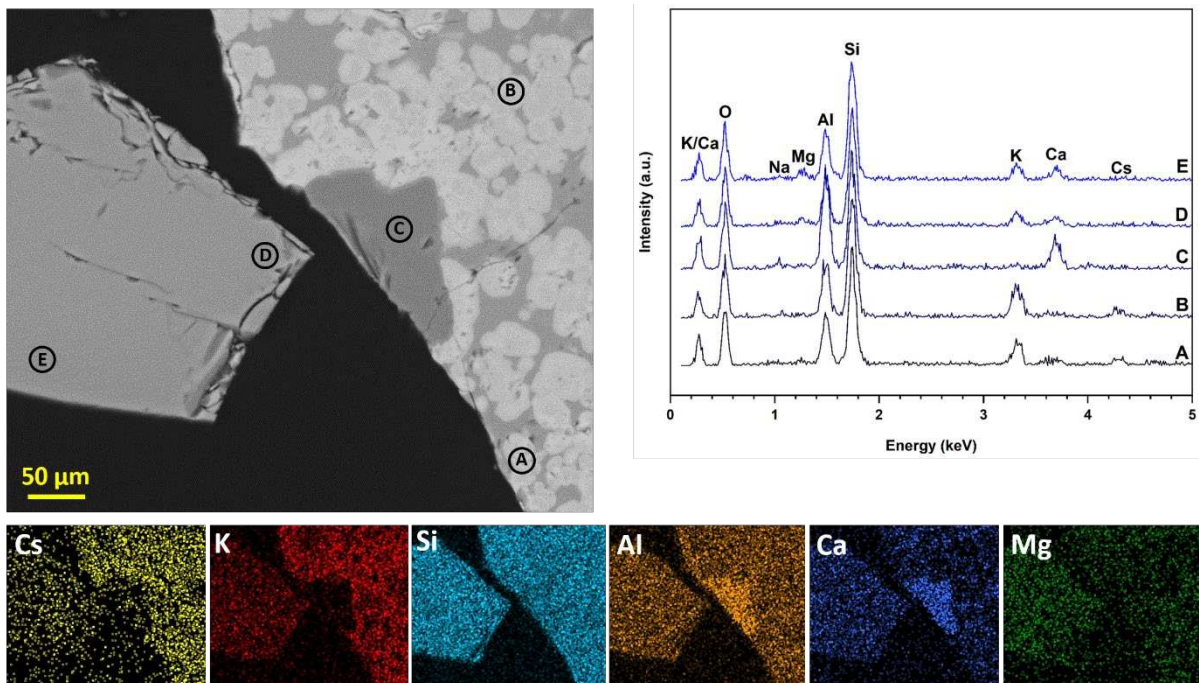 B
C
D
E
A
50 µm
Si
O
Al
K/Ca
Na
Mg
K
Ca
Cs
E
D
C
B
A
Intensity (a.u.)
0 1 2 3 4 5
Energy (keV)
Cs K Si Al Ca Mg